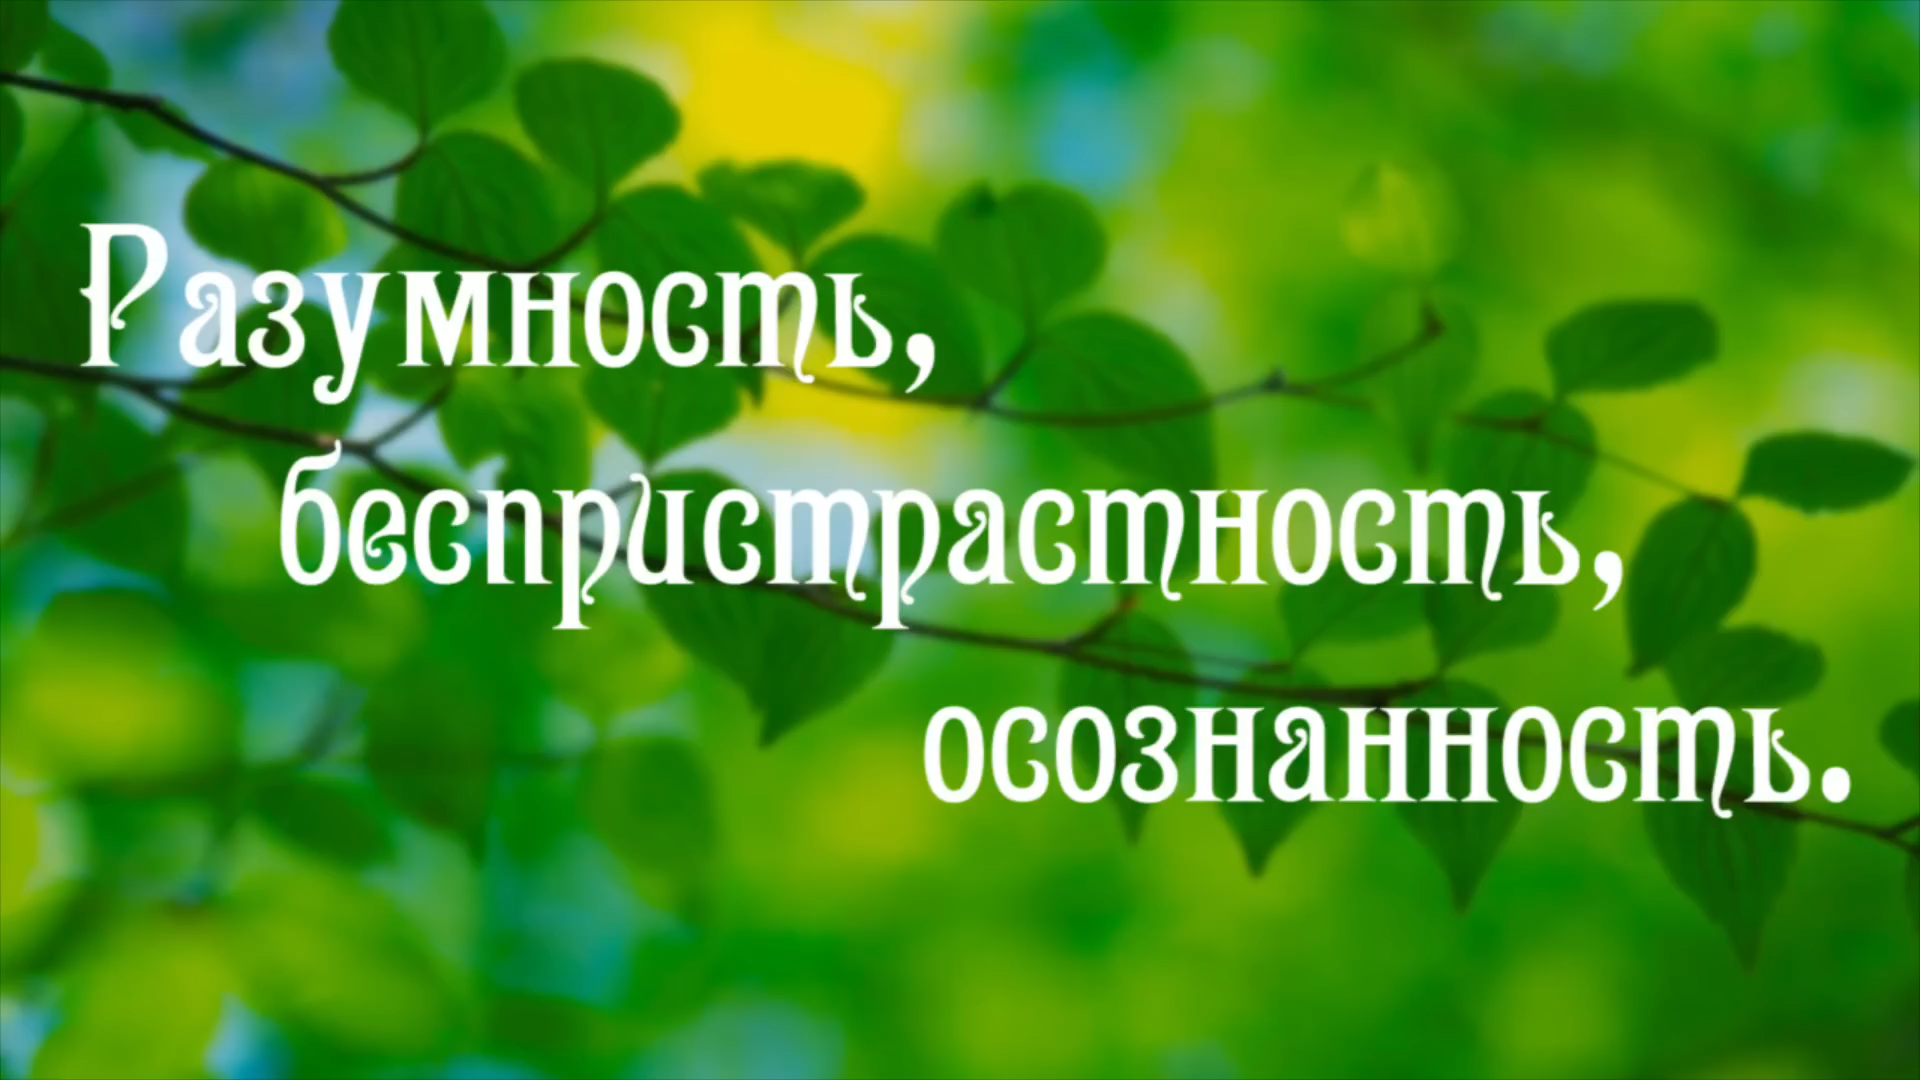 Разумность,
беспристрастность,
осознанность.